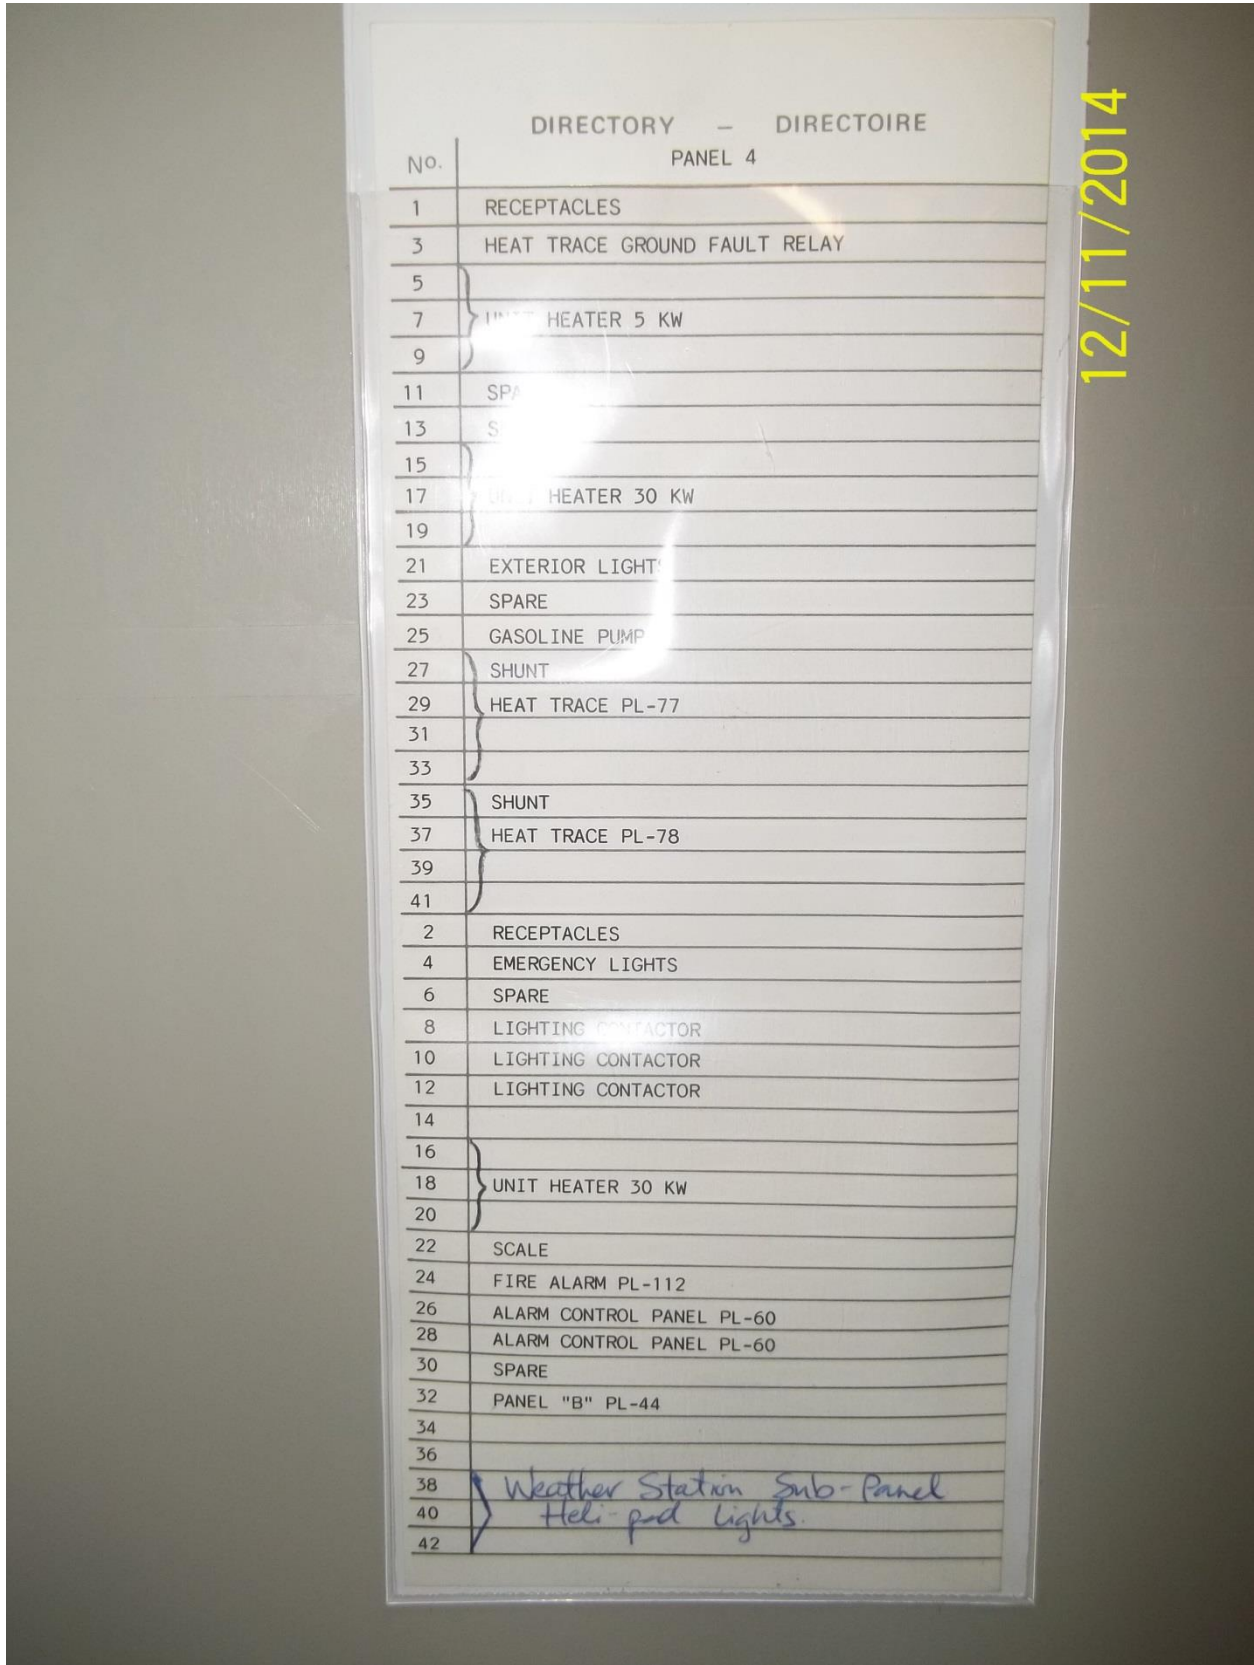 DIRECTORY – DIRECTOIRE
No. PANEL 4
1 RECEPTACLES
3 HEAT TRACE GROUND FAULT RELAY
5
7 UNIT HEATER 5 KW
9
11
13
15
17 UNIT HEATER 30 KW
19
21 EXTERIOR LIGHTS
23 SPARE
25 GASOLINE PUMP
27 SHUNT
29 HEAT TRACE PL-77
31
33
35 SHUNT
37 HEAT TRACE PL-78
39
41
2 RECEPTACLES
4 EMERGENCY LIGHTS
6 SPARE
8 LIGHTING CONTACTOR
10 LIGHTING CONTACTOR
12 LIGHTING CONTACTOR
14
16
18 UNIT HEATER 30 KW
20
22 SCALE
24 FIRE ALARM PL-112
26 ALARM CONTROL PANEL PL-60
28 ALARM CONTROL PANEL PL-60
30 SPARE
32 PANEL "B" PL-44
34
36
38 Weather Station Sub-Panel
40 Heli-pad Lights.
42
12/11/2014